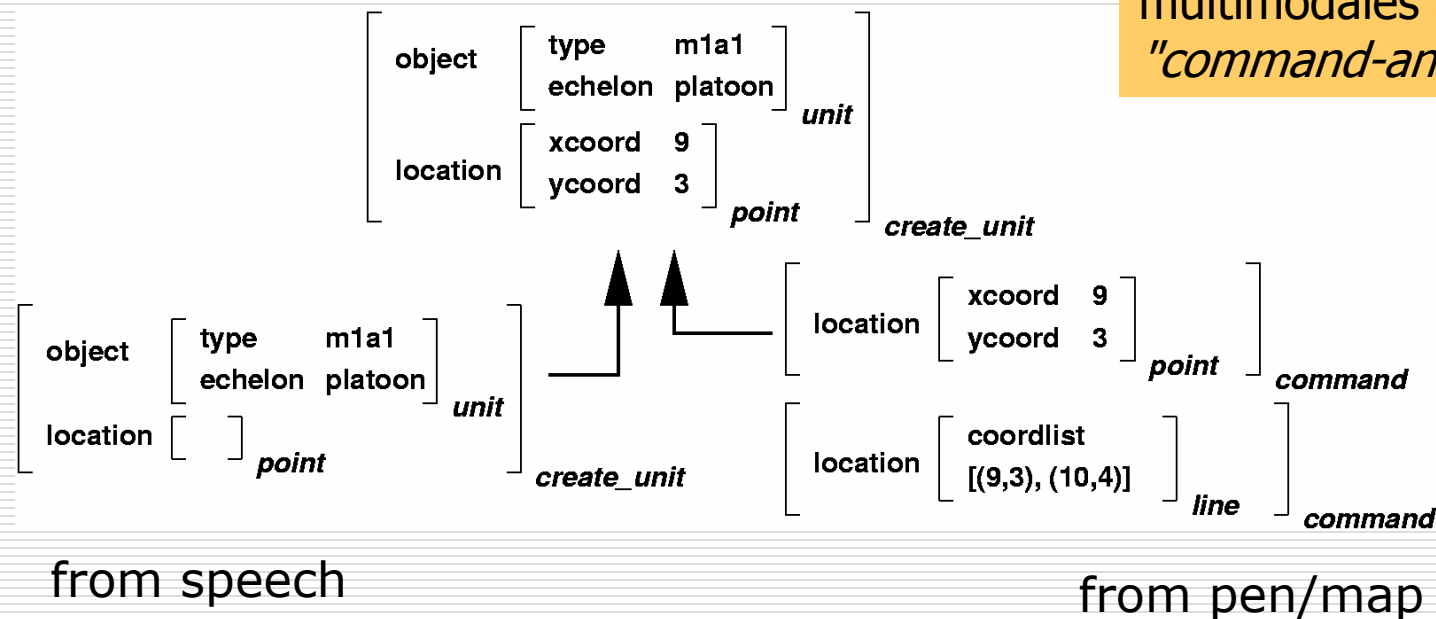 multimodales
"command-an
object type m1a1
echelon platoon
unit
location xcoord 9
ycoord 3
point
create_unit
object type m1a1
echelon platoon
unit
location
point
create_unit
location xcoord 9
ycoord 3
point
command
location coordlist
[(9,3), (10,4)]
line
command
from speech
from pen/map